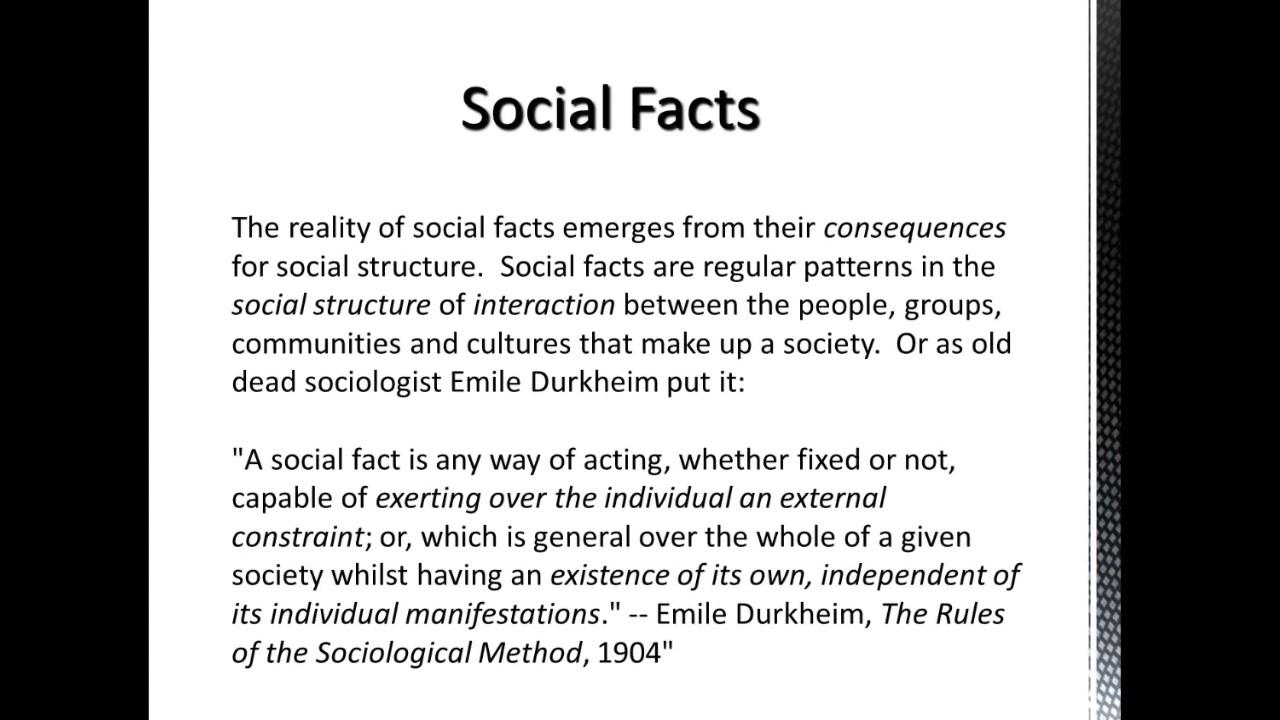 Social Facts
The reality of social facts emerges from their consequences
for social structure.  Social facts are regular patterns in the
social structure of interaction between the people, groups,
communities and cultures that make up a society.  Or as old
dead sociologist Emile Durkheim put it:
"A social fact is any way of acting, whether fixed or not,
capable of exerting over the individual an external
constraint; or, which is general over the whole of a given
society whilst having an existence of its own, independent of
its individual manifestations." -- Emile Durkheim, The Rules
of the Sociological Method, 1904"